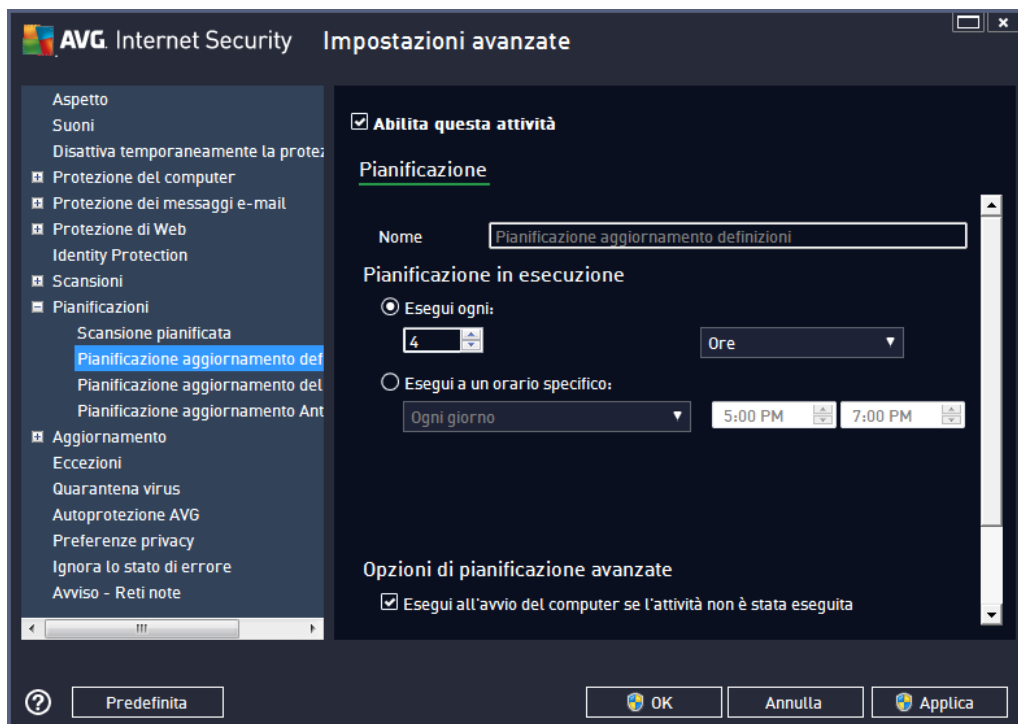 AVG. Internet Security Impostazioni avanzate
Aspetto
Suoni
Disattiva temporaneamente la protez
Protezione del computer
Protezione dei messaggi e-mail
Protezione di Web
Identity Protection
Scansioni
Pianificazioni
Scansione pianificata
Pianificazione aggiornamento def
Pianificazione aggiornamento del
Pianificazione aggiornamento Ant
Aggiornamento
Eccezioni
Quarantena virus
Autoprotezione AVG
Preferenze privacy
Ignora lo stato di errore
Avviso - Reti note
Abilita questa attività
Pianificazione
Nome Pianificazione aggiornamento definizioni
Pianificazione in esecuzione
Esegui ogni:
4 Ore
Esegui a un orario specifico:
Ogni giorno 5:00 PM 7:00 PM
Opzioni di pianificazione avanzate
Esegui all'avvio del computer se l'attività non è stata eseguita
? Predefinita OK Annulla Applica